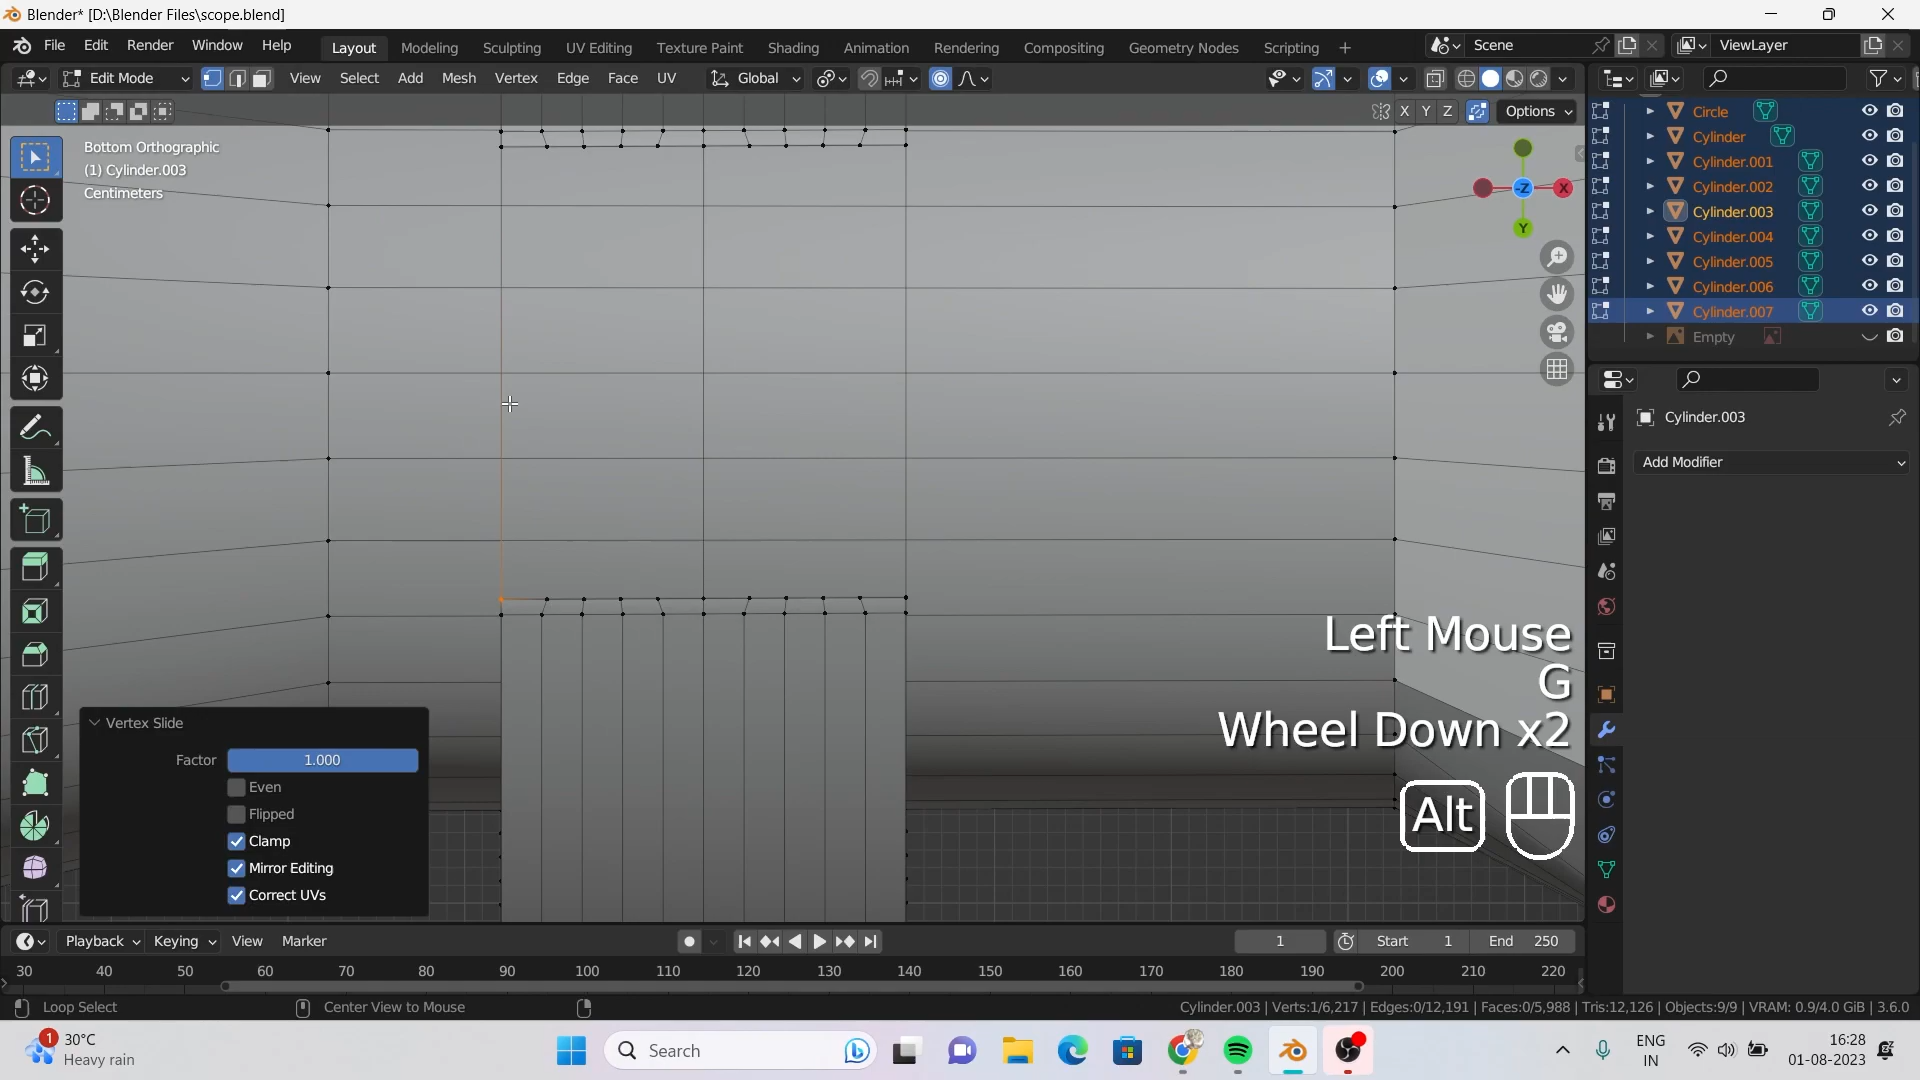 Blender* [D:\Blender Files\scope.blend]
File Edit Render Window Help
Layout Modeling Sculpting UV Editing Texture Paint Shading Animation Rendering Compositing Geometry Nodes Scripting +
Scene
ViewLayer
Edit Mode
View Select Add Mesh Vertex Edge Face UV
Global
X Y Z
Options
Bottom Orthographic
(1) Cylinder.003
Centimeters
-Z
X
Y
Circle
Cylinder
Cylinder.001
Cylinder.002
Cylinder.003
Cylinder.004
Cylinder.005
Cylinder.006
Cylinder.007
Empty
Cylinder.003
Add Modifier
Left Mouse
G
Wheel Down x2
Alt
Vertex Slide
Factor 1.000
Even
Flipped
Clamp
Mirror Editing
Correct UVs
Playback Keying View Marker
1
Start 1 End 250
30 40 50 60 70 80 90 100 110 120 130 140 150 160 170 180 190 200 210 220
Loop Select
Center View to Mouse
Cylinder.003 | Verts:1/6,217 | Edges:0/12,191 | Faces:0/5,988 | Tris:12,126 | Objects:9/9 | VRAM: 0.9/4.0 GiB | 3.6.0
1
30°C
Heavy rain
Search
ENG
IN
16:28
01-08-2023